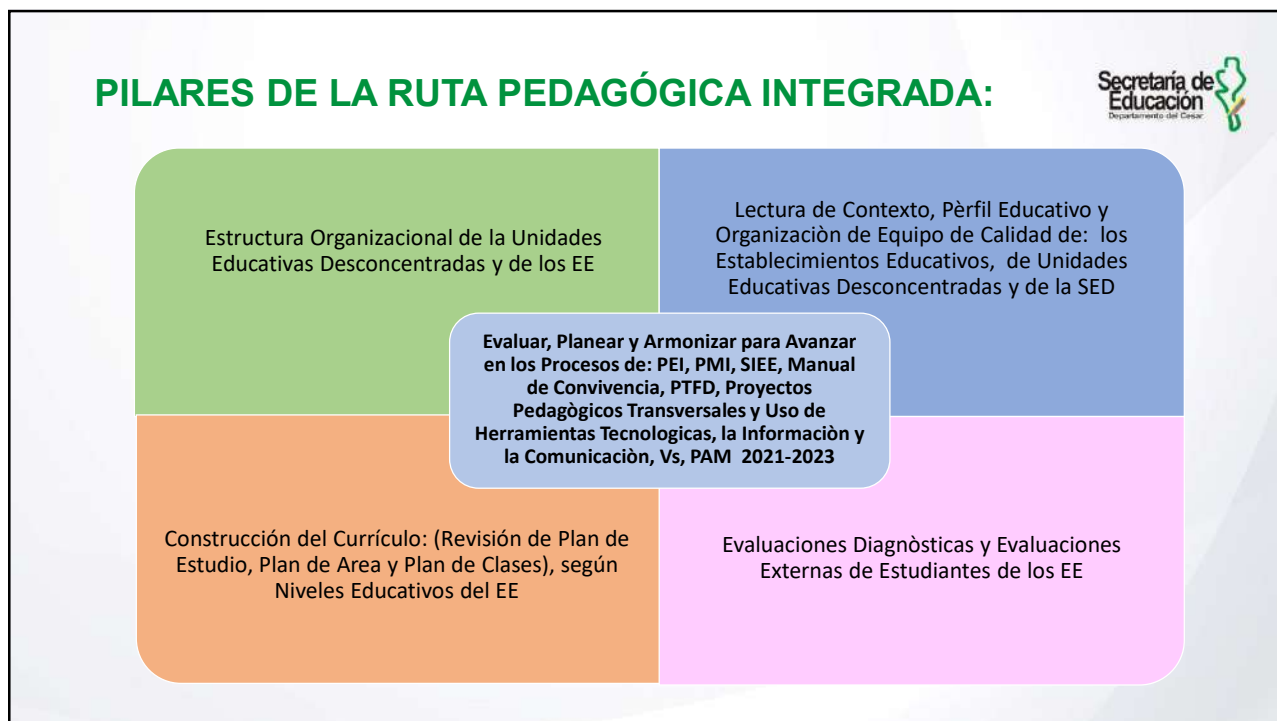 PILARES DE LA RUTA PEDAGÓGICA INTEGRADA:
Secretaría de
Educación
Departamento del Cesar
Estructura Organizacional de la Unidades
Educativas Desconcentradas y de los EE
Lectura de Contexto, Pèrfil Educativo y
Organizaciòn de Equipo de Calidad de: los
Establecimientos Educativos, de Unidades
Educativas Desconcentradas y de la SED
Evaluar, Planear y Armonizar para Avanzar
en los Procesos de: PEI, PMI, SIEE, Manual
de Convivencia, PTFD, Proyectos
Pedagògicos Transversales y Uso de
Herramientas Tecnologicas, la Informaciòn y
la Comunicaciòn, Vs, PAM 2021-2023
Construcción del Currículo: (Revisión de Plan de
Estudio, Plan de Area y Plan de Clases), según
Niveles Educativos del EE
Evaluaciones Diagnòsticas y Evaluaciones
Externas de Estudiantes de los EE